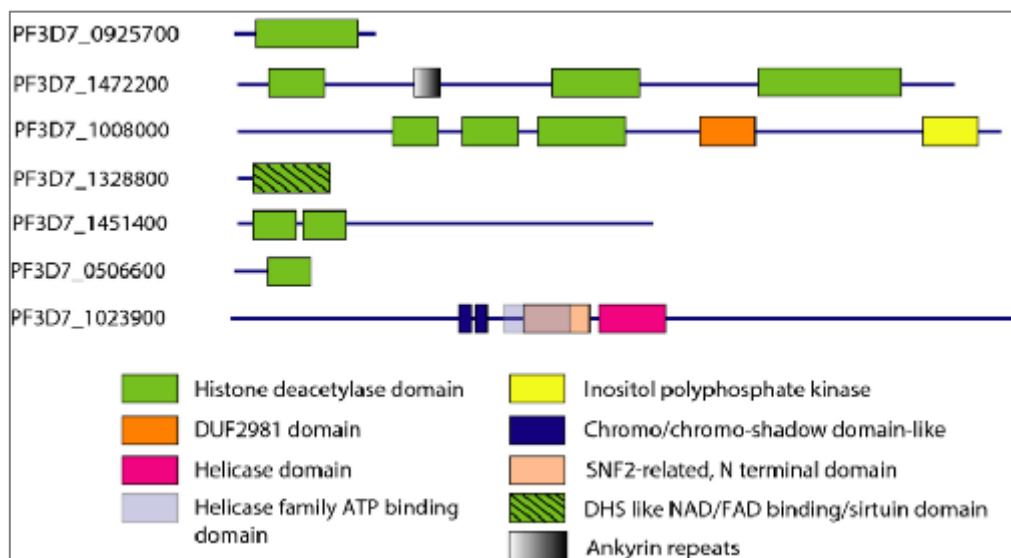 PF3D7_0925700
PF3D7_1472200
PF3D7_1008000
PF3D7_1328800
PF3D7_1451400
PF3D7_0506600
PF3D7_1023900
Histone deacetylase domain
Inositol polyphosphate kinase
DUF2981 domain
Chromo/chromo-shadow domain-like
Helicase domain
SNF2-related, N terminal domain
Helicase family ATP binding
domain
DHS like NAD/FAD binding/sirtuin domain
Ankyrin repeats